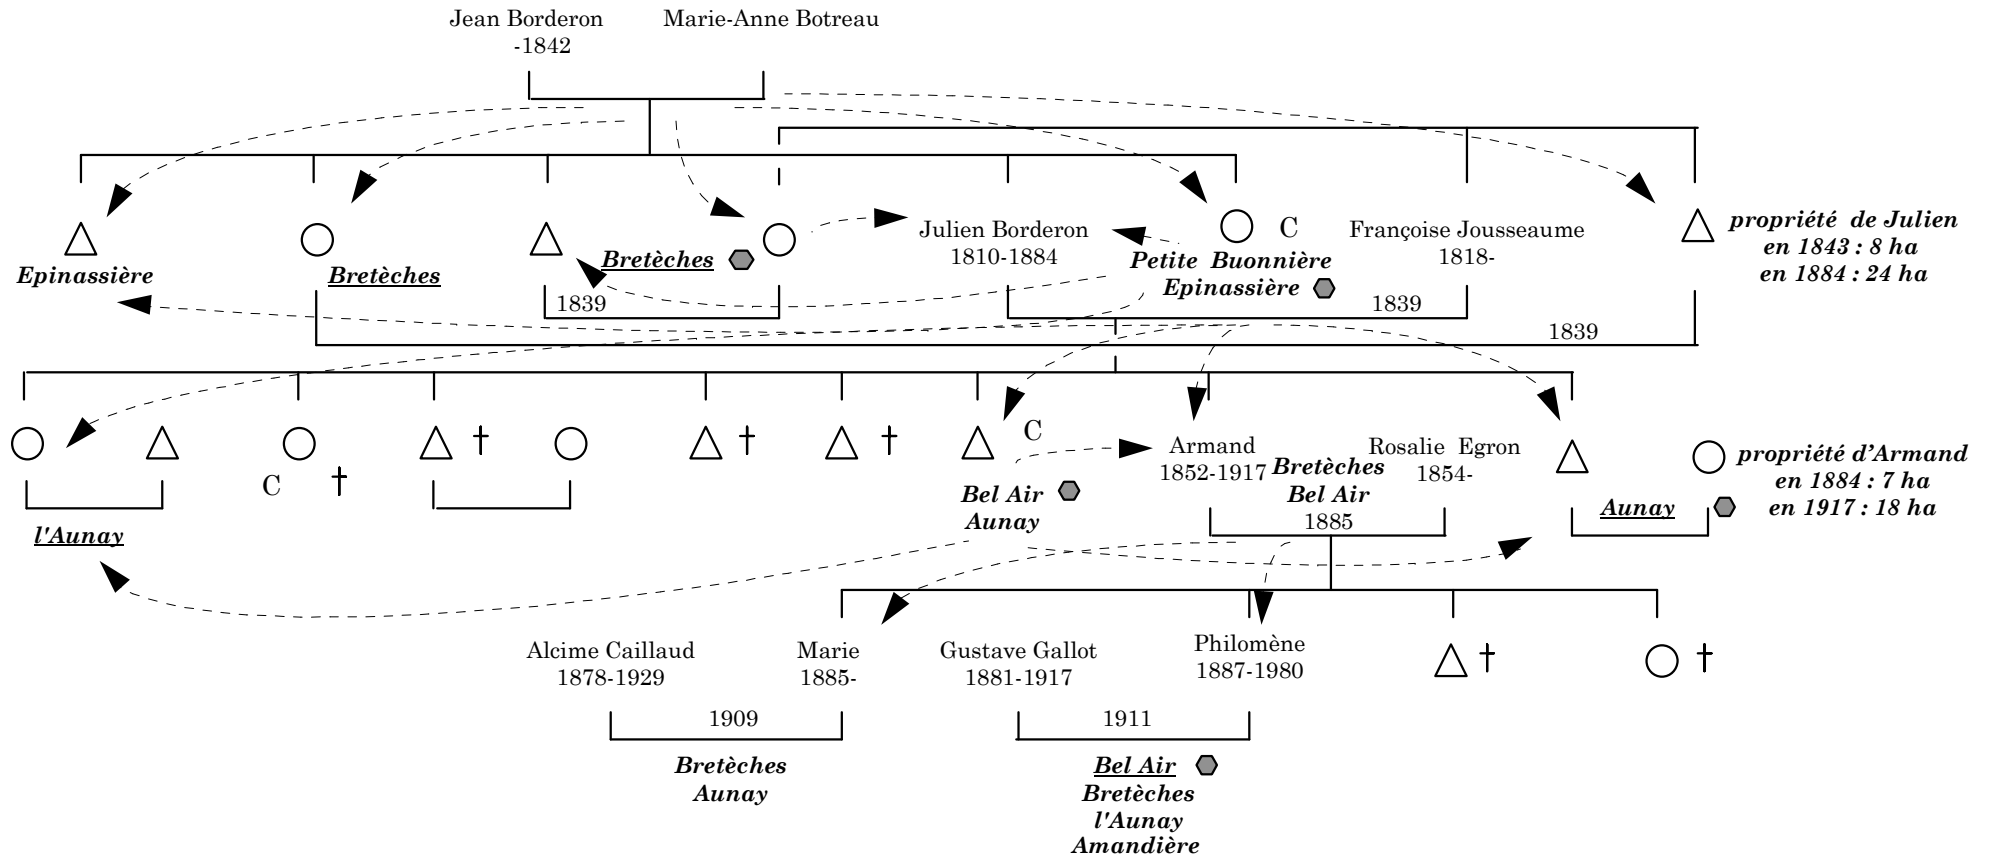 Jean Borderon
-1842
Marie-Anne Botreau
Epinassière
Bretèches
Bretèches
1839
Julien Borderon
1810-1884
C
Petite Buonnière
Epinassière
Françoise Jousseaume
1818-
1839
1839
propriété de Julien
en 1843 : 8 ha
en 1884 : 24 ha
†
†
†
C
†
C
l'Aunay
Bel Air
Aunay
Armand
1852-1917
Bretèches
Bel Air
1885
Rosalie Egron
1854-
Aunay
propriété d'Armand
en 1884 : 7 ha
en 1917 : 18 ha
Alcime Caillaud
1878-1929
Marie
1885-
Gustave Gallot
1881-1917
Philomène
1887-1980
†
†
1909
1911
Bretèches
Aunay
Bel Air
Bretèches
l'Aunay
Amandière